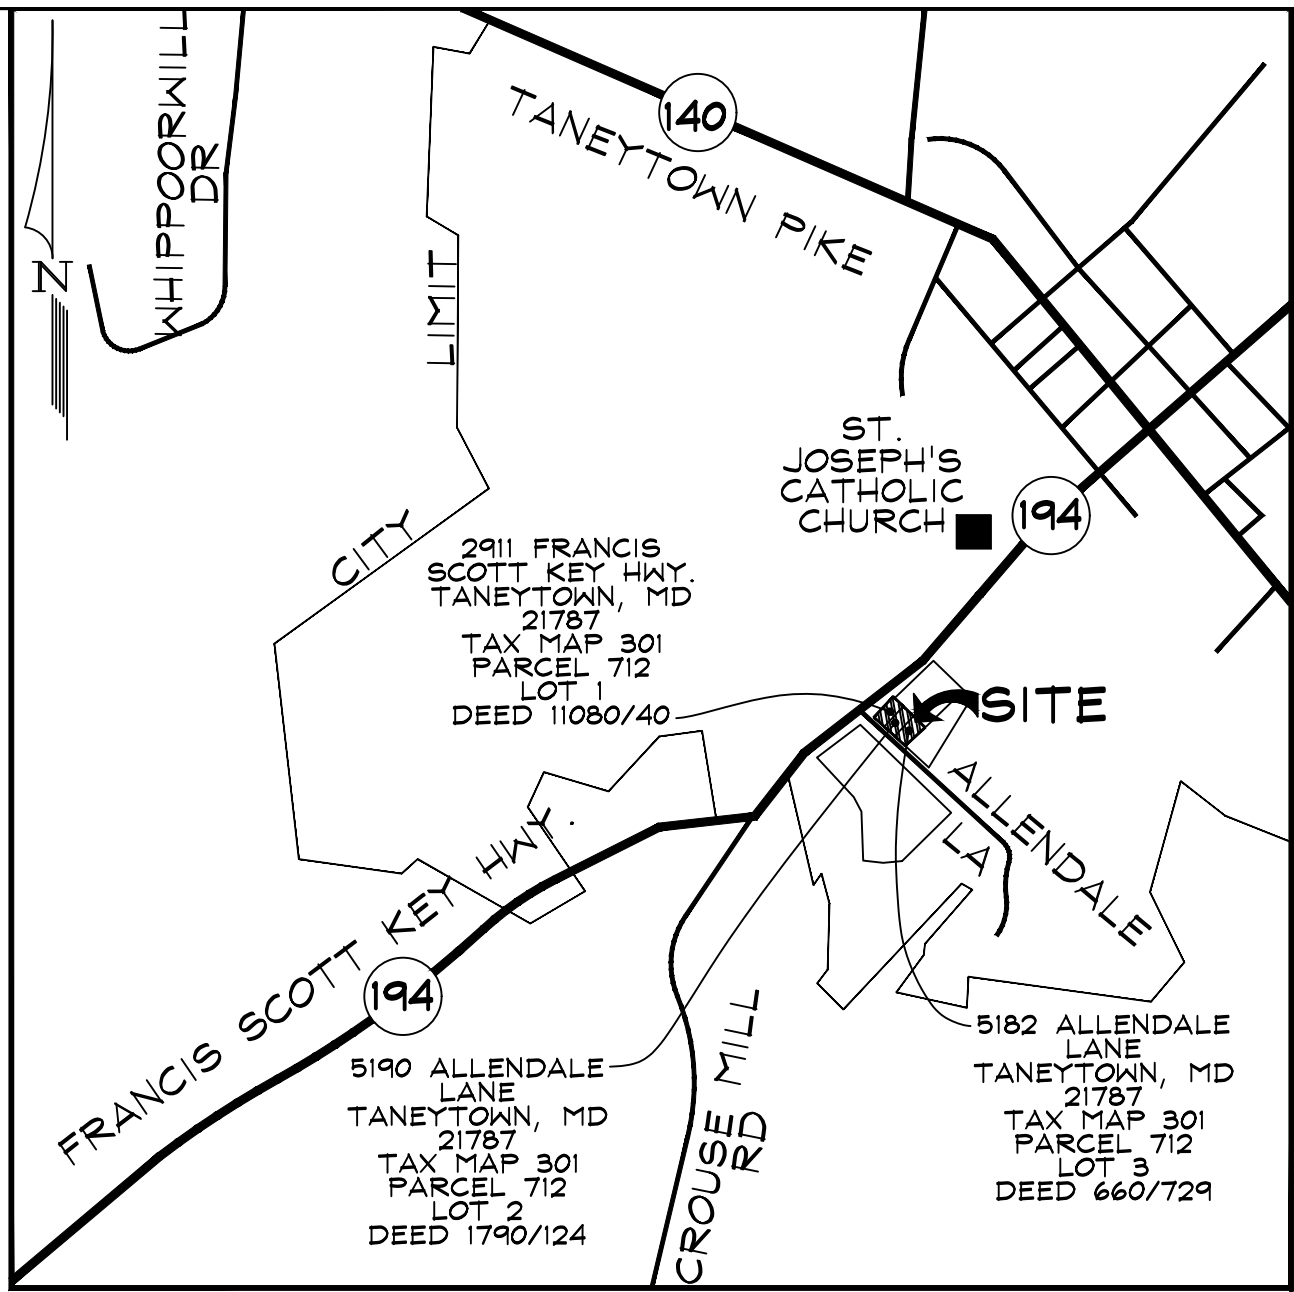 WHIPPOORWILL
DR
140
TANEYTOWN PIKE
N
LIMIT
CITY
ST.
JOSEPH'S
CATHOLIC
CHURCH
194
2911 FRANCIS
SCOTT KEY HWY.
TANEYTOWN, MD
21787
TAX MAP 301
PARCEL 712
LOT 1
DEED 11080/40
SITE
ALLENDALE
LA
FRANCIS SCOTT KEY HWY.
194
CROUSE MILL
RD
5190 ALLENDALE
LANE
TANEYTOWN, MD
21787
TAX MAP 301
PARCEL 712
LOT 2
DEED 1790/124
5182 ALLENDALE
LANE
TANEYTOWN, MD
21787
TAX MAP 301
PARCEL 712
LOT 3
DEED 660/729